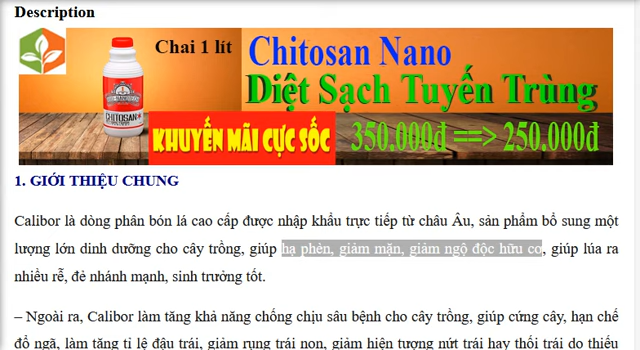 Description
Chai 1 lít
Chitosan Nano
Diệt Sạch Tuyến Trùng
CHITOSAN
KHUYẾN MÃI CỰC SỐC
350.000đ ==> 250.000đ
1. GIỚI THIỆU CHUNG
Calibor là dòng phân bón lá cao cấp được nhập khẩu trực tiếp từ châu Âu, sản phẩm bổ sung một
lượng lớn dinh dưỡng cho cây trồng, giúp hạ phèn, giảm mặn, giảm ngộ độc hữu cơ, giúp lúa ra
nhiều rễ, đẻ nhánh mạnh, sinh trưởng tốt.
– Ngoài ra, Calibor làm tăng khả năng chống chịu sâu bệnh cho cây trồng, giúp cứng cây, hạn chế
đổ ngã, làm tăng tỉ lệ đậu trái, giảm rụng trái non, giảm hiện tượng nứt trái hay thối trái do thiếu